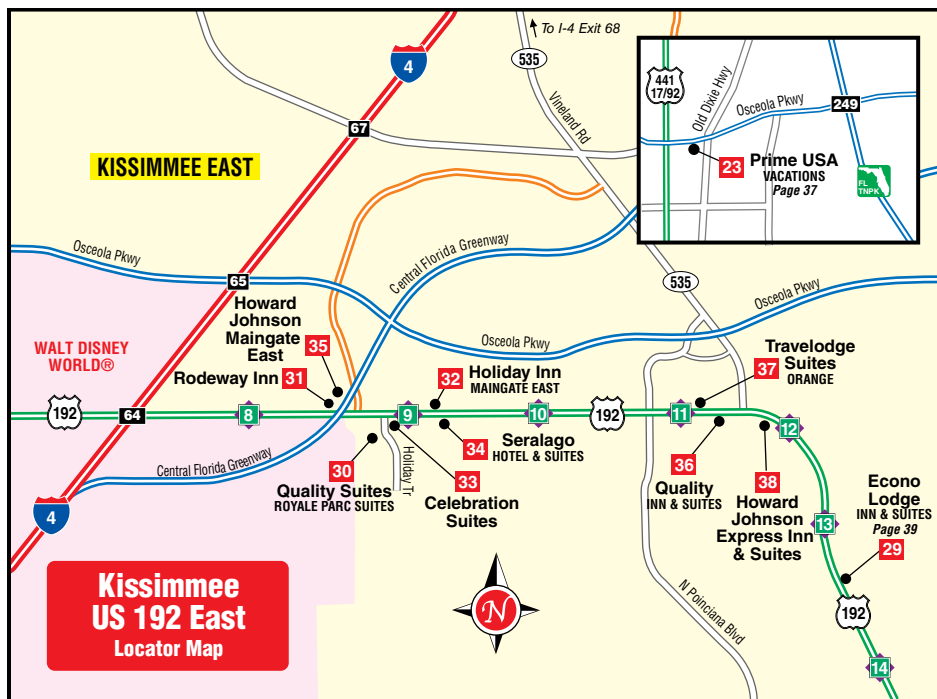 To I-4 Exit 68
4
535
67
Vineland Rd
KISSIMMEE EAST
441
17/92
Old Dixie Hwy
Osceola Pkwy
249
23
Prime USA
VACATIONS
Page 37
FL
TNPK
Osceola Pkwy
65
Central Florida Greenway
535
Osceola Pkwy
Osceola Pkwy
WALT DISNEY
WORLD®
Howard
Johnson
Maingate
East
35
Rodeway Inn
31
32
Holiday Inn
MAINGATE EAST
37
Travelodge
Suites
ORANGE
192
64
8
9
10
192
11
12
34
Seralago
HOTEL & SUITES
Central Florida Greenway
30
Quality Suites
ROYALE PARC SUITES
Holiday Tr
33
Celebration
Suites
36
Quality
INN & SUITES
38
Howard
Johnson
Express Inn
& Suites
Econo
Lodge
INN & SUITES
Page 39
29
13
4
Kissimmee
US 192 East
Locator Map
N
N Poinciana Blvd
192
14